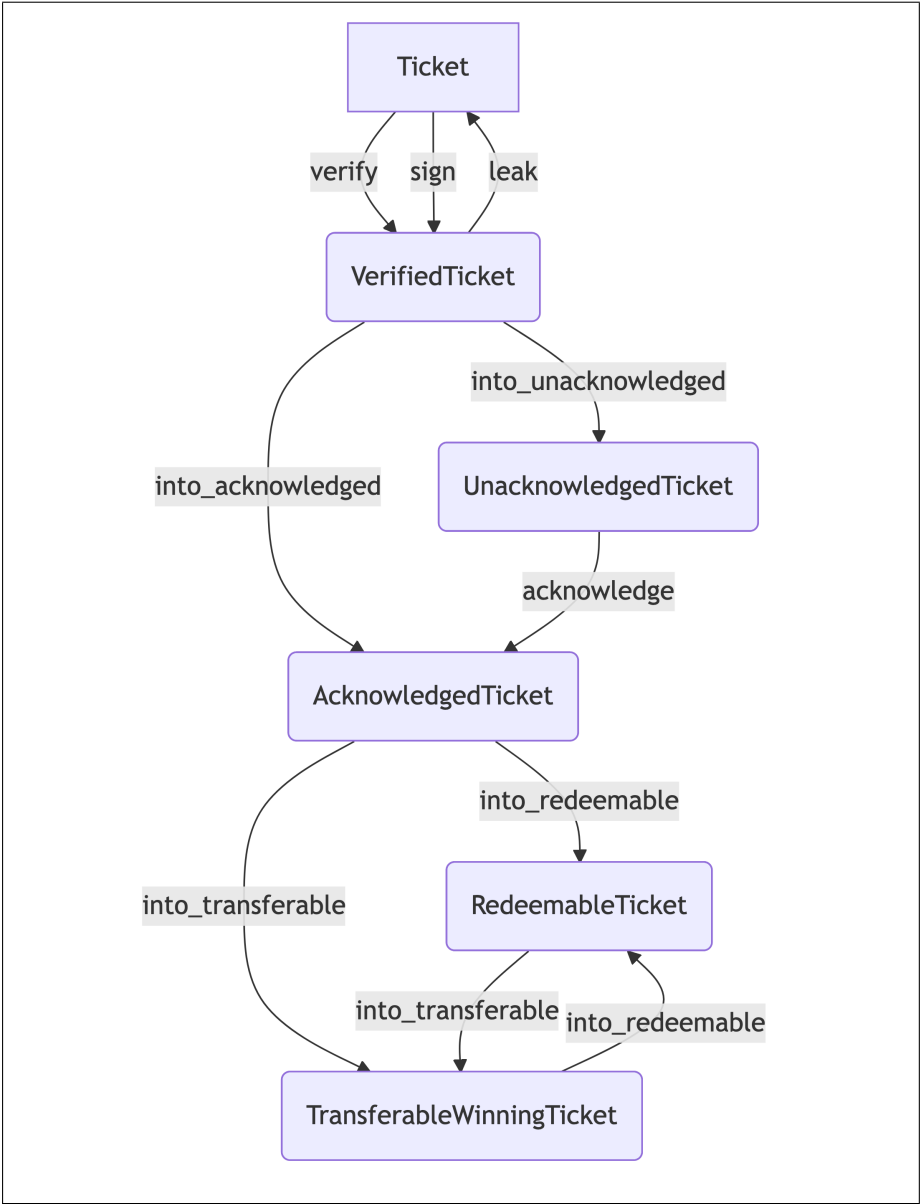 Ticket
verify
sign
leak
VerifiedTicket
into_unacknowledged
into_acknowledged
UnacknowledgedTicket
acknowledge
AcknowledgedTicket
into_redeemable
into_transferable
RedeemableTicket
into_transferable
into_redeemable
TransferableWinningTicket